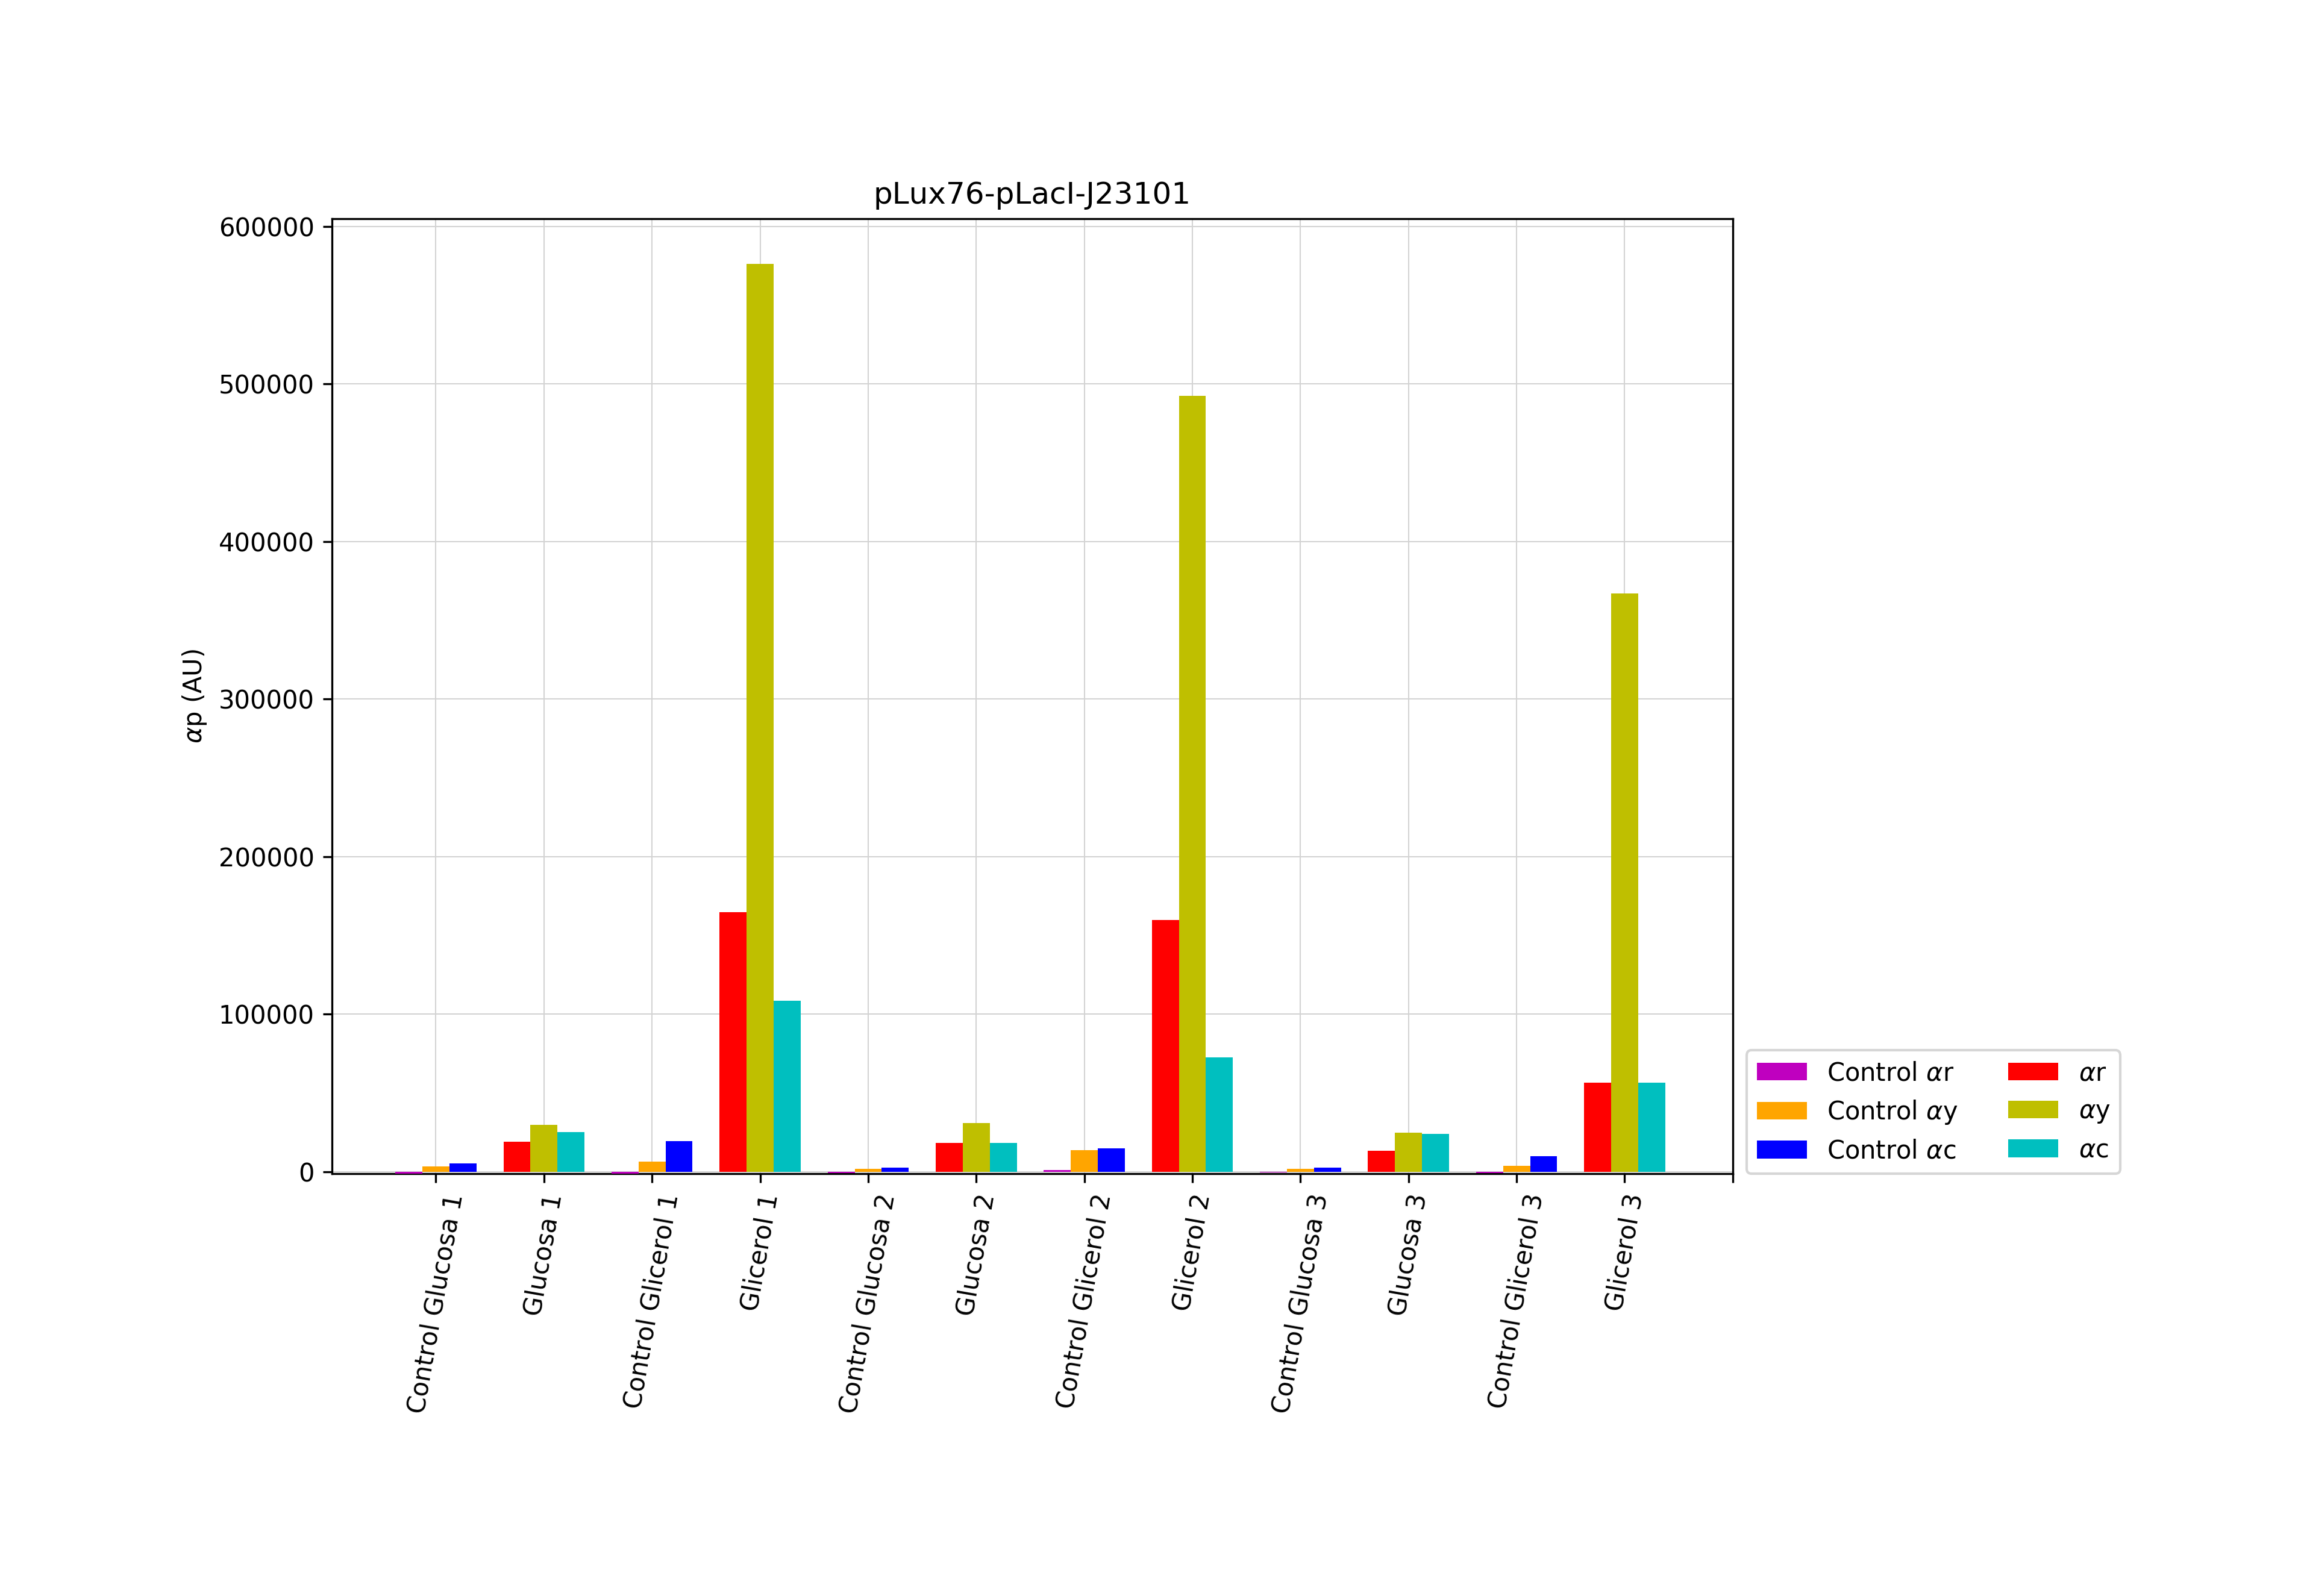 pLux76-pLacI-J23101
600000
500000
400000
300000
200000
100000
0
αp (AU)
Control Glucosa 1
Glucosa 1
Control Glicerol 1
Glicerol 1
Control Glucosa 2
Glucosa 2
Control Glicerol 2
Glicerol 2
Control Glucosa 3
Glucosa 3
Control Glicerol 3
Glicerol 3
Control αr
Control αy
Control αc
αr
αy
αc